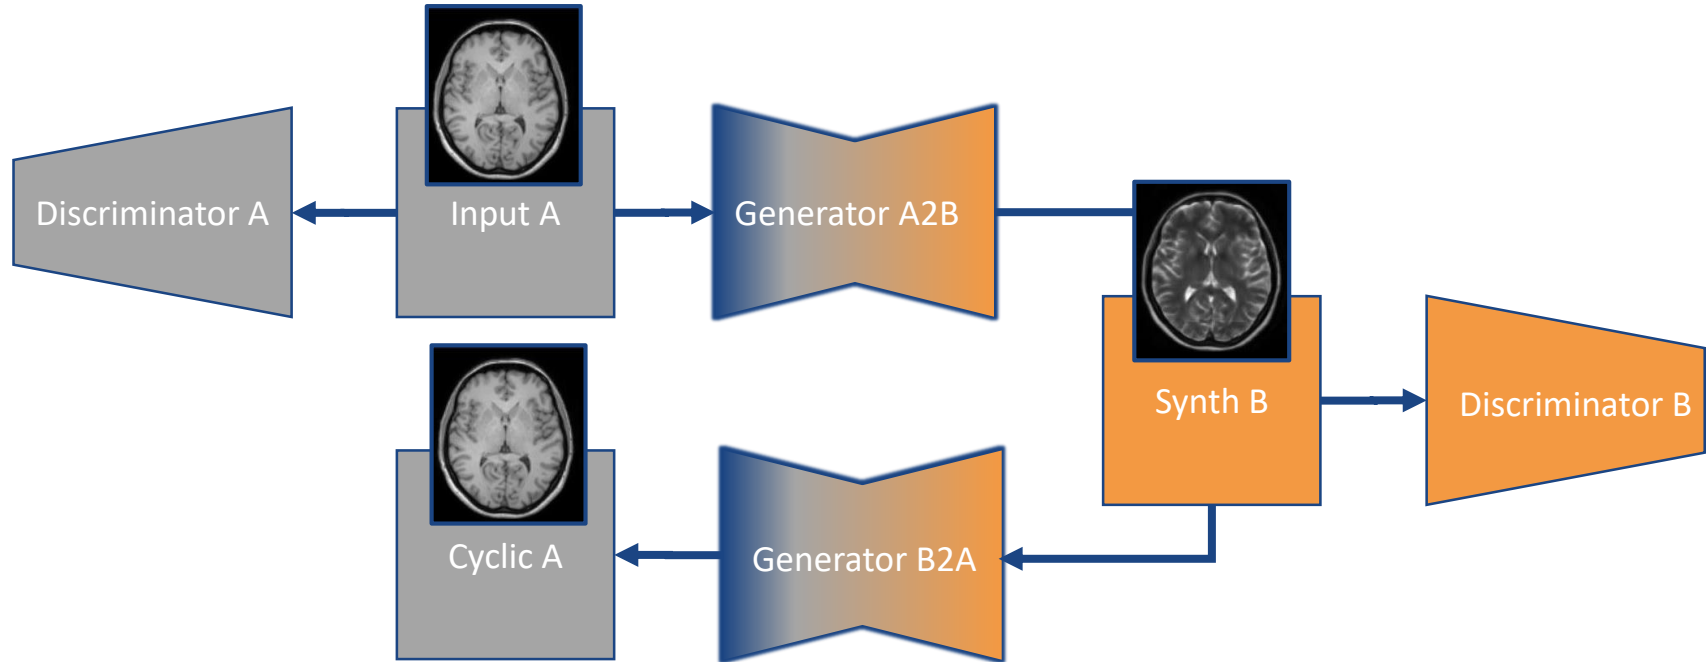 Discriminator A
Input A
Generator A2B
Synth B
Discriminator B
Cyclic A
Generator B2A